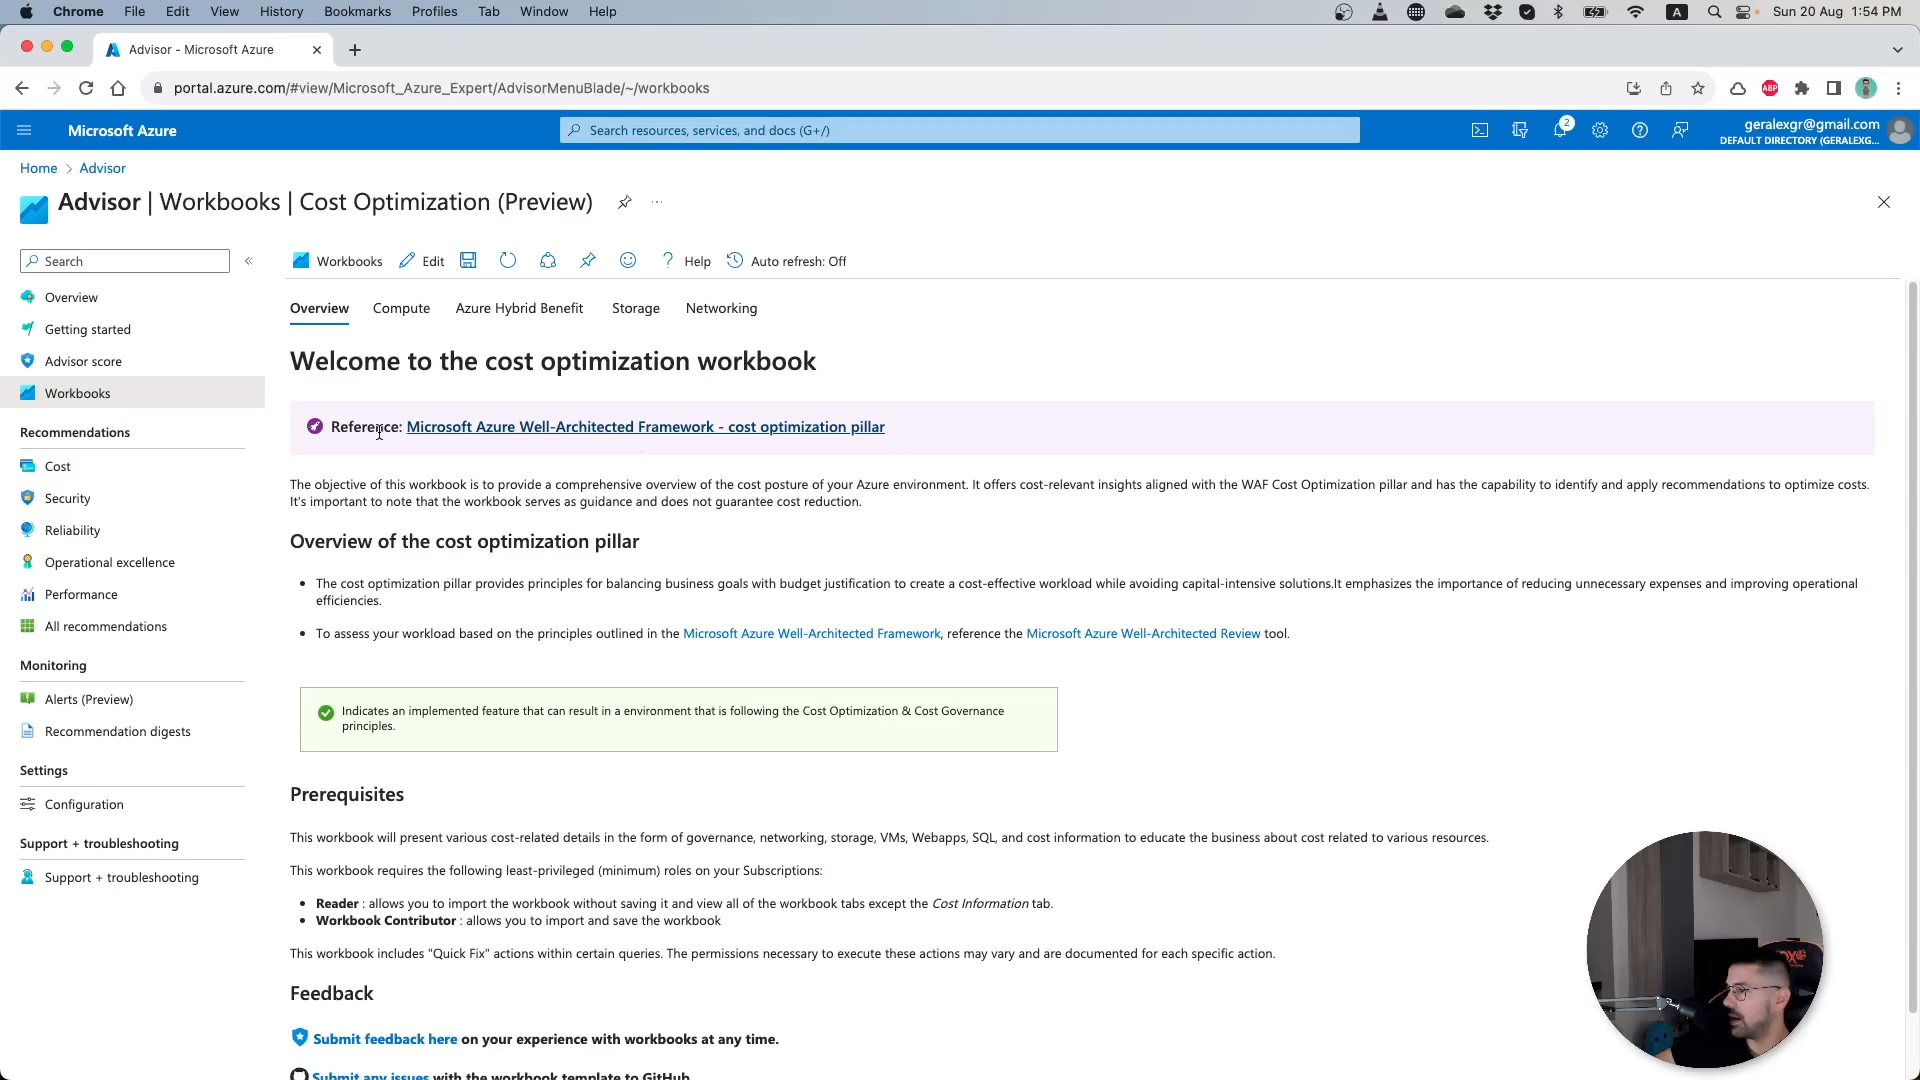 Chrome File Edit View History Bookmarks Profiles Tab Window Help
A Sun 20 Aug 1:54 PM
Advisor - Microsoft Azure
portal.azure.com/#view/Microsoft_Azure_Expert/AdvisorMenuBlade/~/workbooks
ABP
Microsoft Azure
Search resources, services, and docs (G+/)
2
geralexgr@gmail.com
DEFAULT DIRECTORY (GERALEXG...
Home > Advisor
Advisor | Workbooks | Cost Optimization (Preview)
Search
Overview
Getting started
Advisor score
Workbooks
Recommendations
Cost
Security
Reliability
Operational excellence
Performance
All recommendations
Monitoring
Alerts (Preview)
Recommendation digests
Settings
Configuration
Support + troubleshooting
Support + troubleshooting
Workbooks Edit Help Auto refresh: Off
Overview Compute Azure Hybrid Benefit Storage Networking
Welcome to the cost optimization workbook
Reference: Microsoft Azure Well-Architected Framework - cost optimization pillar
The objective of this workbook is to provide a comprehensive overview of the cost posture of your Azure environment. It offers cost-relevant insights aligned with the WAF Cost Optimization pillar and has the capability to identify and apply recommendations to optimize costs.
It's important to note that the workbook serves as guidance and does not guarantee cost reduction.
Overview of the cost optimization pillar
• The cost optimization pillar provides principles for balancing business goals with budget justification to create a cost-effective workload while avoiding capital-intensive solutions.It emphasizes the importance of reducing unnecessary expenses and improving operational
efficiencies.
• To assess your workload based on the principles outlined in the Microsoft Azure Well-Architected Framework, reference the Microsoft Azure Well-Architected Review tool.
Indicates an implemented feature that can result in a environment that is following the Cost Optimization & Cost Governance
principles.
Prerequisites
This workbook will present various cost-related details in the form of governance, networking, storage, VMs, Webapps, SQL, and cost information to educate the business about cost related to various resources.
This workbook requires the following least-privileged (minimum) roles on your Subscriptions:
• Reader : allows you to import the workbook without saving it and view all of the workbook tabs except the Cost Information tab.
• Workbook Contributor : allows you to import and save the workbook
This workbook includes "Quick Fix" actions within certain queries. The permissions necessary to execute these actions may vary and are documented for each specific action.
Feedback
Submit feedback here on your experience with workbooks at any time.
Submit any issues with the workbook template to GitHub